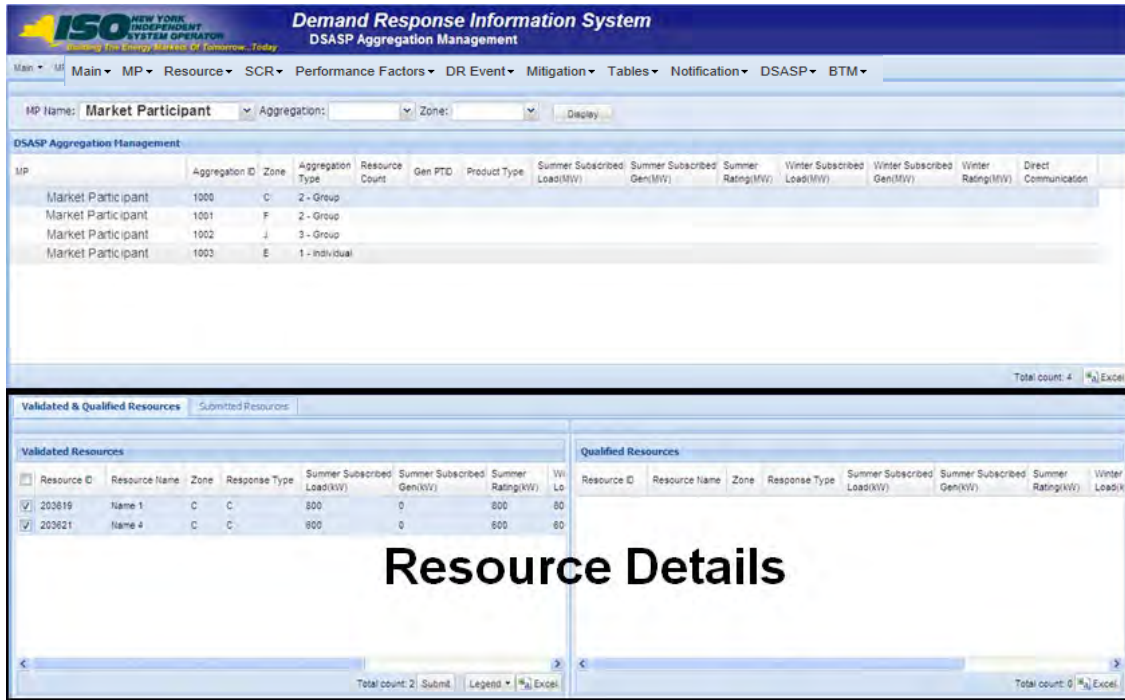 NEW YORK
ISO INDEPENDENT
SYSTEM OPERATOR
Building The Energy Markets Of Tomorrow...Today
Demand Response Information System
DSASP Aggregation Management
Main
Main MP Resource SCR Performance Factors DR Event Mitigation Tables Notification DSASP BTM
MP Name: Market Participant Aggregation: Zone: Display
DSASP Aggregation Management
MP Aggregation ID Zone Aggregation Type Resource Count Gen PTID Product Type Summer Subscribed Load(MW) Summer Subscribed Gen(MW) Summer Rating(MW) Winter Subscribed Load(MW) Winter Subscribed Gen(MW) Winter Rating(MW) Direct Communication
Market Participant 1000 C 2 - Group
Market Participant 1001 F 2 - Group
Market Participant 1002 J 3 - Group
Market Participant 1003 E 1 - Individual
Total count: 4 Excel
Validated & Qualified Resources Submitted Resources
Validated Resources
Resource ID Resource Name Zone Response Type Summer Subscribed Load(kW) Summer Subscribed Gen(kW) Summer Rating(kW) Wi Lo
203619 Name 1 C C 800 0 800 80
203621 Name 4 C C 600 0 600 60
Total count: 2 Submit Legend Excel
Qualified Resources
Resource ID Resource Name Zone Response Type Summer Subscribed Load(kW) Summer Subscribed Gen(kW) Summer Rating(kW) Winter Load(k
Total count: 0 Excel
Resource Details